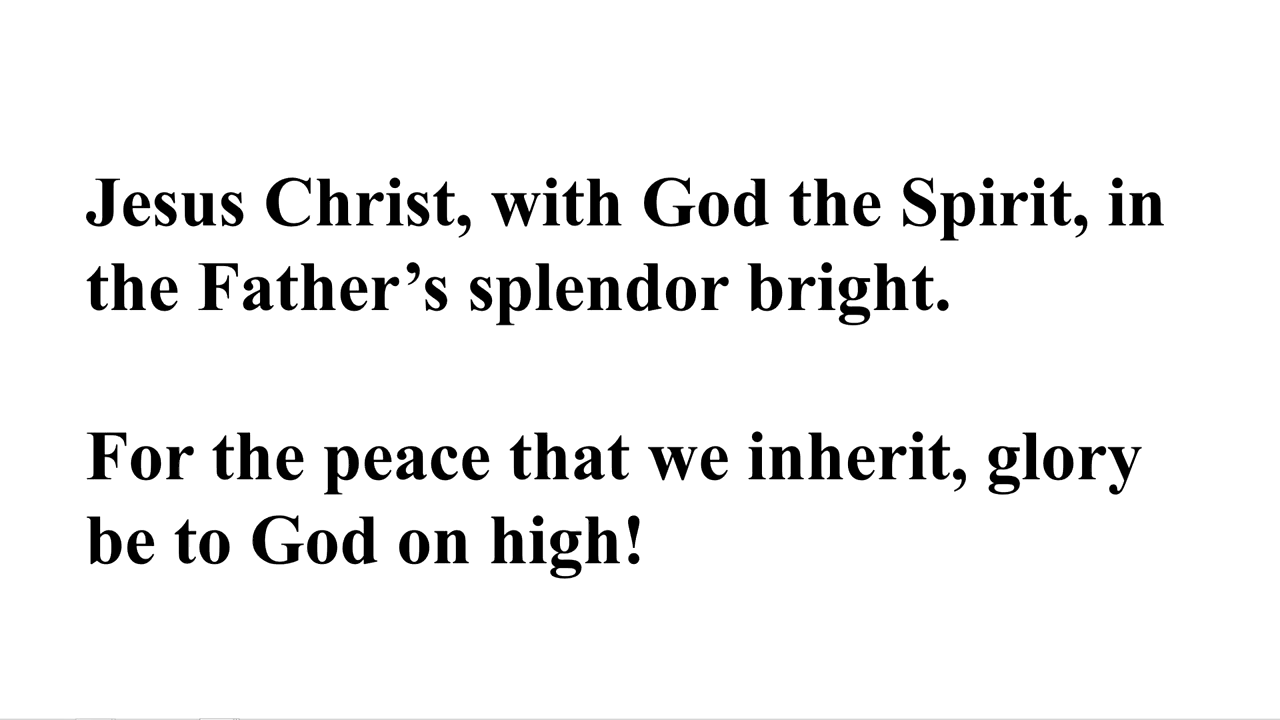 Jesus Christ, with God the Spirit, in
the Father’s splendor bright.
For the peace that we inherit, glory
be to God on high!